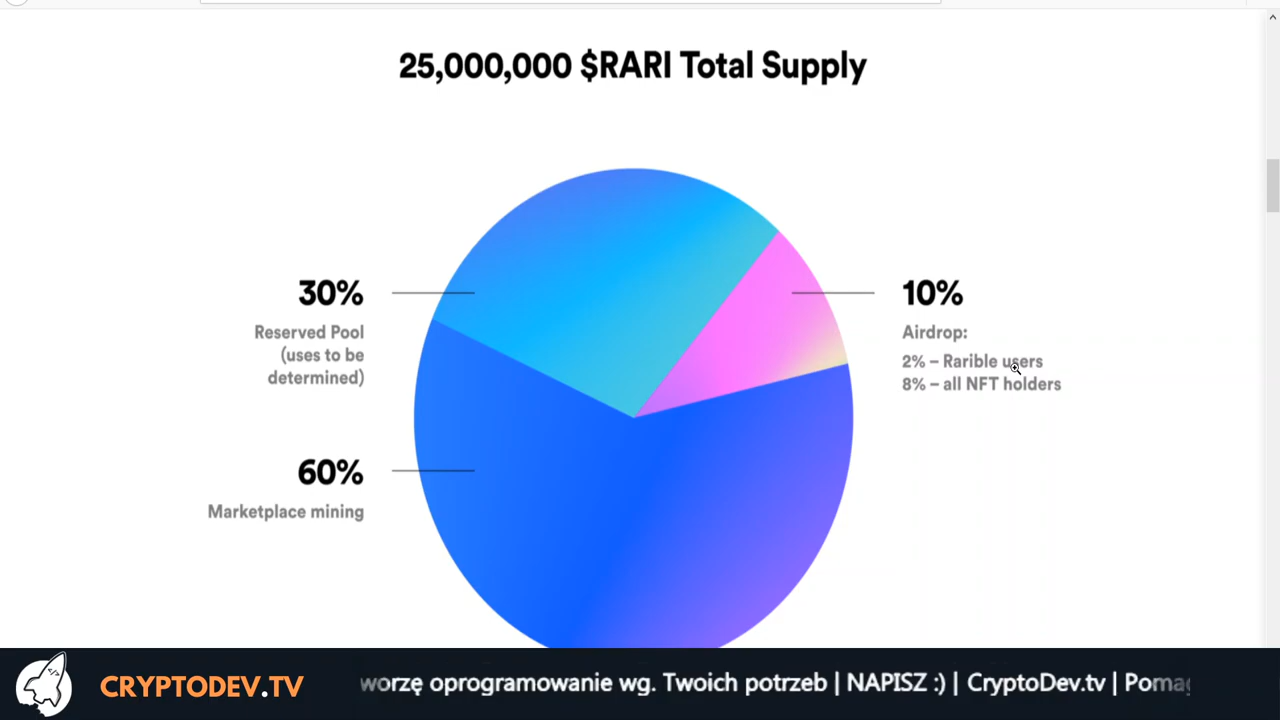 25,000,000 $RARI Total Supply
30%
Reserved Pool
(uses to be
determined)
10%
Airdrop:
2% – Rarible users
8% – all NFT holders
60%
Marketplace mining
CRYPTODEV.TV
worzę oprogramowanie wg. Twoich potrzeb | NAPISZ :) | CryptoDev.tv | Pomag